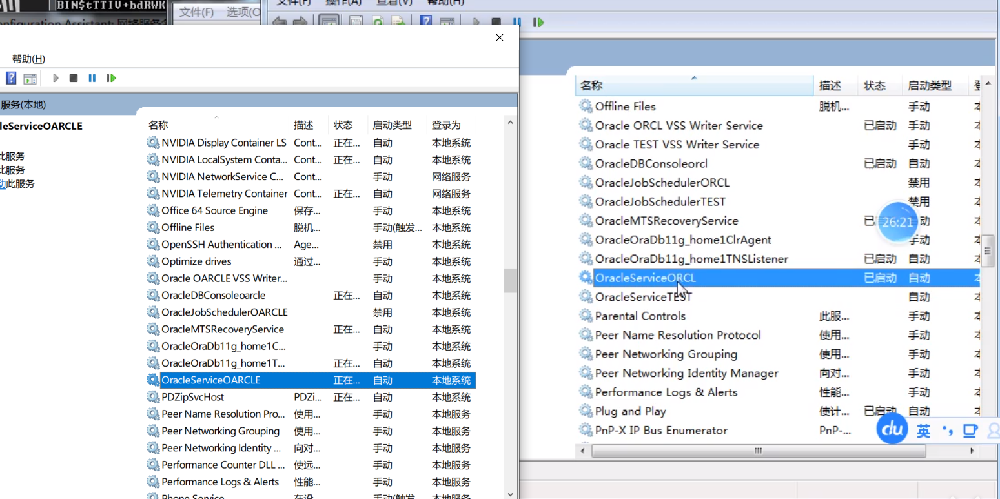 BIN$tTTIV+bdRWK
文件(F) 选项(O
onfiguration Assistant: 网络服务
文件(F) 操作(A) 查看(V) 帮助(H)
帮助(H)
服务(本地)
leServiceOARCLE
此服务
此服务
动此服务
名称 描述 状态 启动类型 登录为
NVIDIA Display Container LS Cont... 正在... 自动 本地系统
NVIDIA LocalSystem Conta... Cont... 正在... 自动 本地系统
NVIDIA NetworkService C... Cont... 手动 网络服务
NVIDIA Telemetry Container Cont... 正在... 自动 网络服务
Office 64 Source Engine 保存... 手动 本地系统
Offline Files 脱机... 手动(触发... 本地系统
OpenSSH Authentication ... Age... 禁用 本地系统
Optimize drives 通过... 手动 本地系统
Oracle OARCLE VSS Writer... 手动 本地系统
OracleDBConsoleoarcle 正在... 自动 本地系统
OracleJobSchedulerOARCLE 禁用 本地系统
OracleMTSRecoveryService 正在... 自动 本地系统
OracleOraDb11g_home1C... 手动 本地系统
OracleOraDb11g_home1T... 正在... 自动 本地系统
OracleServiceOARCLE 正在... 自动 本地系统
PDZipSvcHost PDZi... 正在... 自动 本地系统
Peer Name Resolution Pro... 使用... 手动 本地服务
Peer Networking Grouping 使用... 手动 本地服务
Peer Networking Identity ... 向对... 手动 本地服务
Performance Counter DLL ... 使远... 手动 本地服务
Performance Logs & Alerts 性能... 手动 本地服务
Phone Service 在设... 手动(触发... 本地服务
名称 描述 状态 启动类型
Offline Files 脱机... 手动
Oracle ORCL VSS Writer Service 已启动 手动
Oracle TEST VSS Writer Service 手动
OracleDBConsoleorcl 已启动 自动
OracleJobSchedulerORCL 禁用
OracleJobSchedulerTEST 禁用
OracleMTSRecoveryService 已 动
26:21
OracleOraDb11g_home1ClrAgent 手动
OracleOraDb11g_home1TNSListener 已启动 自动
OracleServiceORCL 已启动 自动
OracleServiceTEST 自动
Parental Controls 此服... 手动
Peer Name Resolution Protocol 使用... 手动
Peer Networking Grouping 使用... 手动
Peer Networking Identity Manager 向对... 手动
Performance Logs & Alerts 性能... 手动
Plug and Play 使计... 已启动 自动
PnP-X IP Bus Enumerator PnP-... 手动
du 英